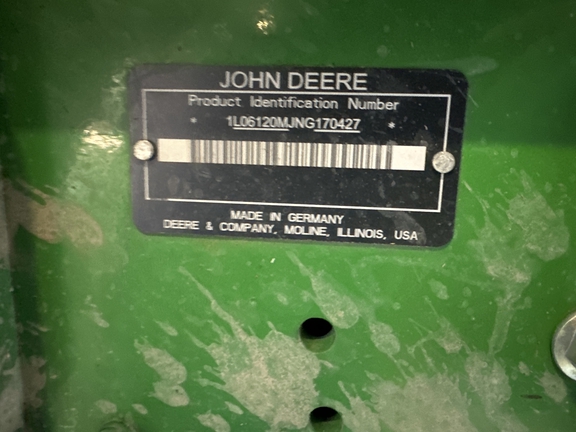 JOHN DEERE
Product Identification Number
* 1L06120MJNG170427 *
MADE IN GERMANY
DEERE & COMPANY, MOLINE, ILLINOIS, USA